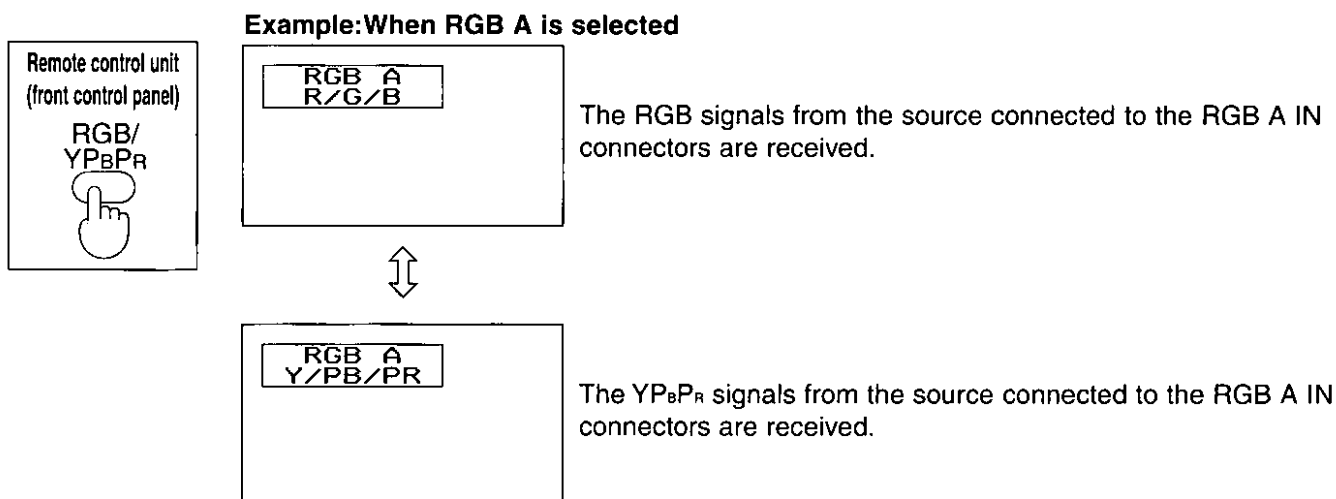 Example:When RGB A is selected
Remote control unit
(front control panel)
RGB/
YPBPR
RGB A
R/G/B
The RGB signals from the source connected to the RGB A IN
connectors are received.
RGB A
Y/PB/PR
The YPBPR signals from the source connected to the RGB A IN
connectors are received.